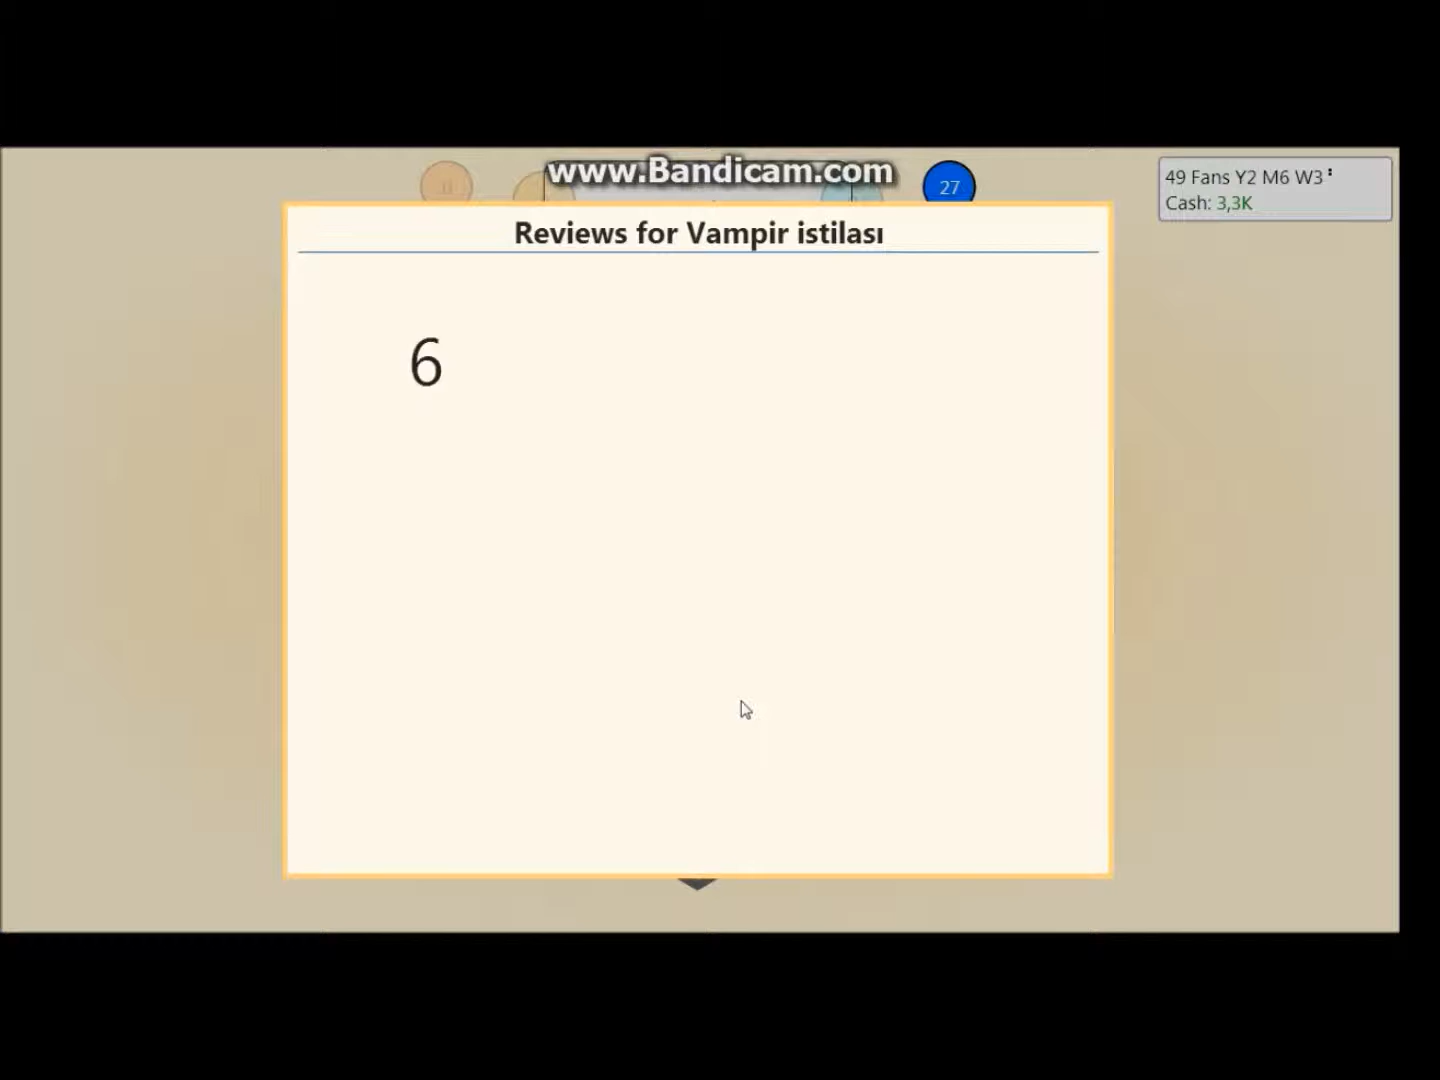 www.Bandicam.com
27
49 Fans Y2 M6 W3
Cash: 3,3K
Reviews for Vampir istilası
6